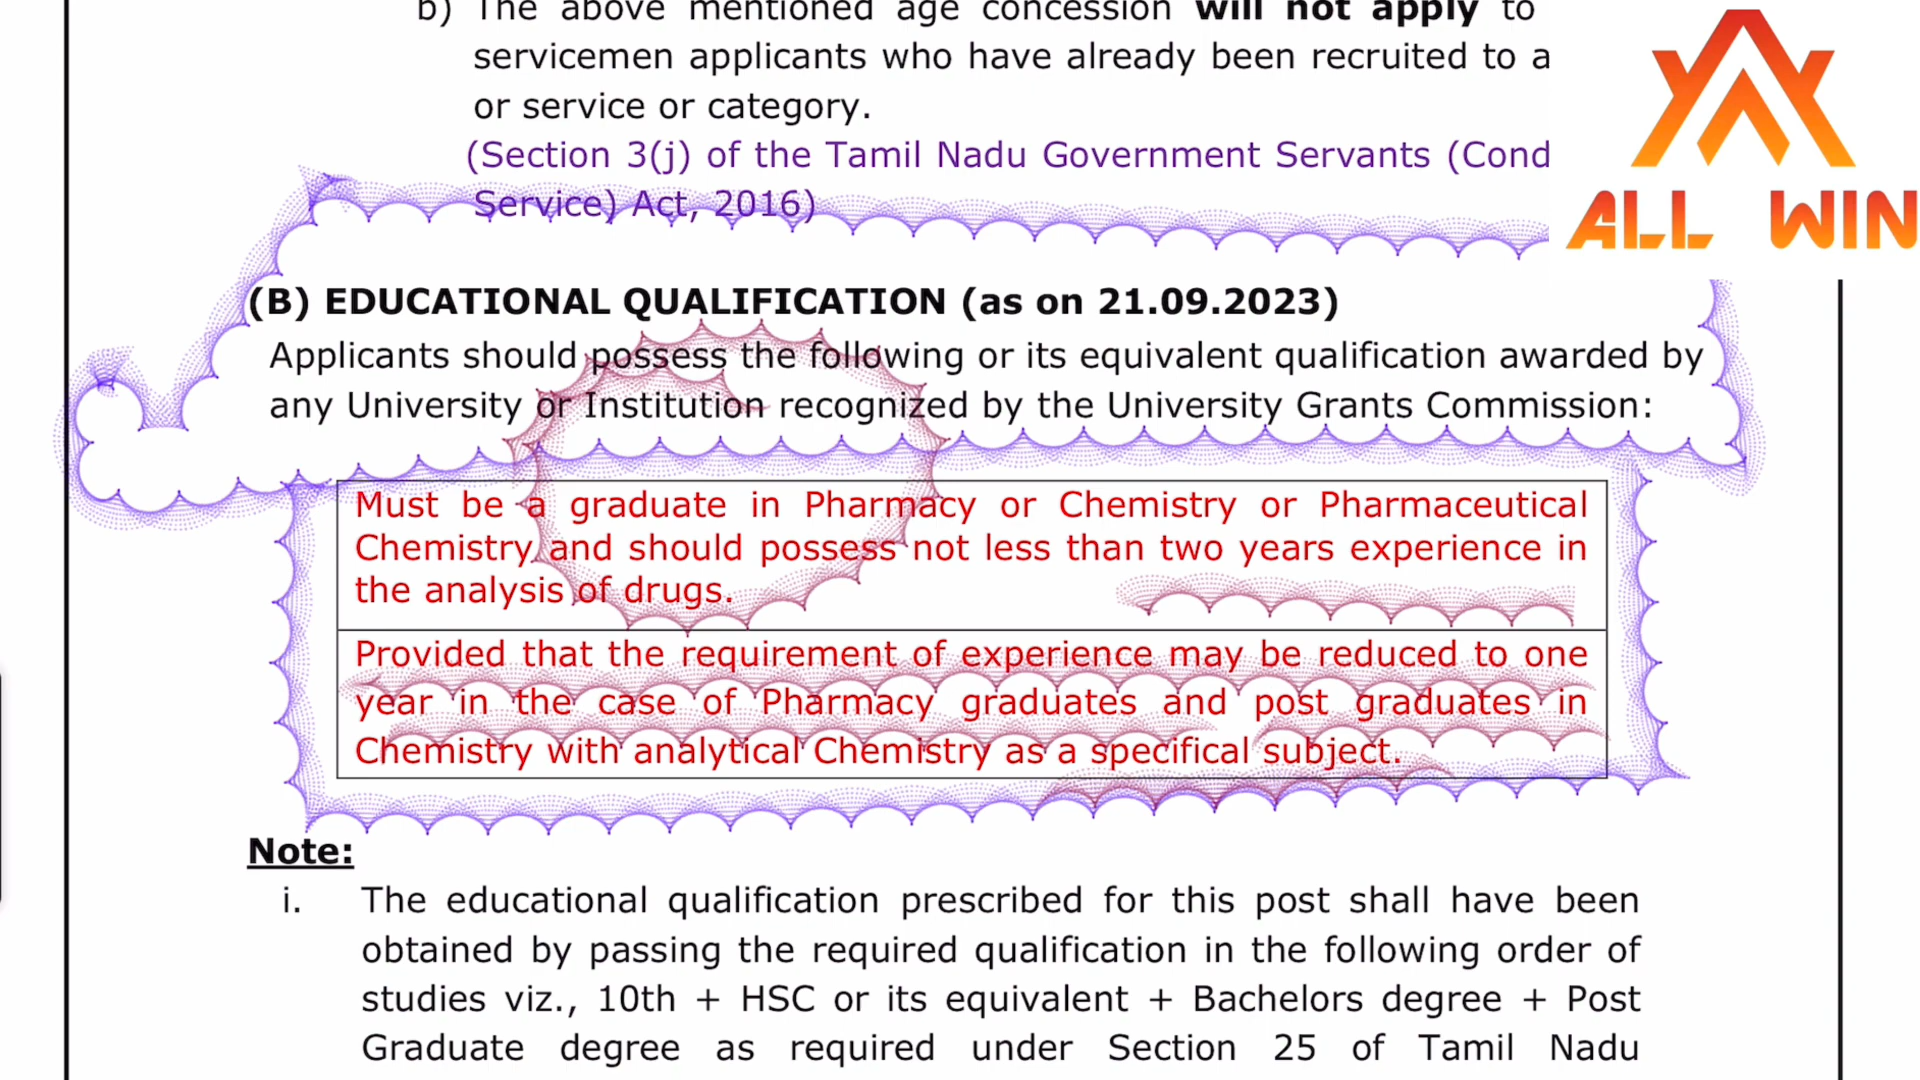 b) The above mentioned age concession will not apply to
servicemen applicants who have already been recruited to a
or service or category.
(Section 3(j) of the Tamil Nadu Government Servants (Cond
Service) Act, 2016)
ALL WIN
(B) EDUCATIONAL QUALIFICATION (as on 21.09.2023)
Applicants should possess the following or its equivalent qualification awarded by
any University or Institution recognized by the University Grants Commission:
Must be a graduate in Pharmacy or Chemistry or Pharmaceutical
Chemistry and should possess not less than two years experience in
the analysis of drugs.
Provided that the requirement of experience may be reduced to one
year in the case of Pharmacy graduates and post graduates in
Chemistry with analytical Chemistry as a specifical subject.
Note:
i. The educational qualification prescribed for this post shall have been
obtained by passing the required qualification in the following order of
studies viz., 10th + HSC or its equivalent + Bachelors degree + Post
Graduate degree as required under Section 25 of Tamil Nadu